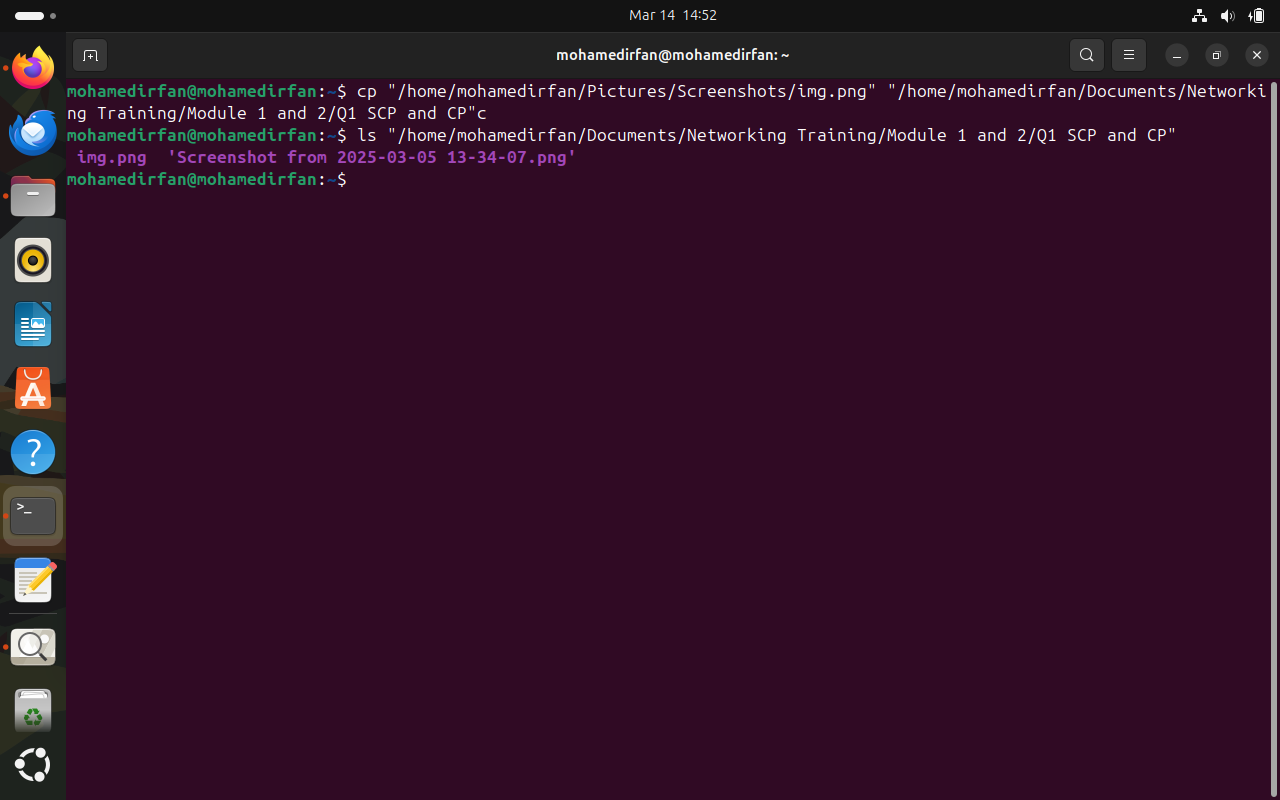 Mar 14 14:52
mohamedirfan@mohamedirfan: ~
mohamedirfan@mohamedirfan:~$ cp "/home/mohamedirfan/Pictures/Screenshots/img.png" "/home/mohamedirfan/Documents/Networki
ng Training/Module 1 and 2/Q1 SCP and CP"c
mohamedirfan@mohamedirfan:~$ ls "/home/mohamedirfan/Documents/Networking Training/Module 1 and 2/Q1 SCP and CP"
img.png  'Screenshot from 2025-03-05 13-34-07.png'
mohamedirfan@mohamedirfan:~$